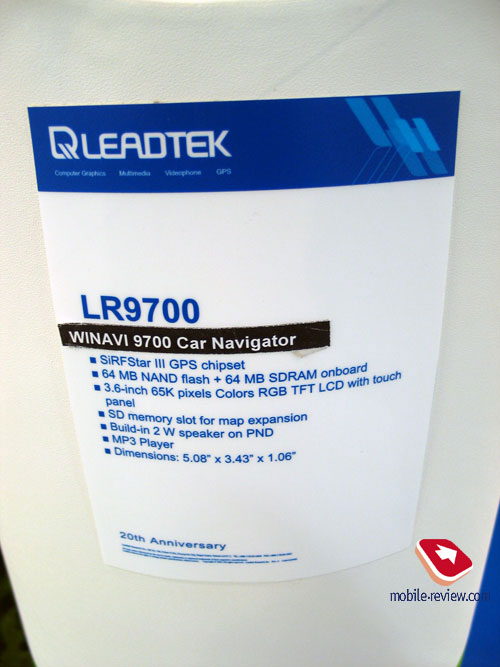 LEADTEK
Computer Graphics Multimedia Videophone GPS
LR9700
WINAVI 9700 Car Navigator
■ SiRFStar III GPS chipset
■ 64 MB NAND flash + 64 MB SDRAM onboard
■ 3.6-inch 65K pixels Colors RGB TFT LCD with touch
panel
■ SD memory slot for map expansion
■ Build-in 2 W speaker on PND
■ MP3 Player
■ Dimensions: 5.08" x 3.43" x 1.06"
20th Anniversary
mobile-review.com